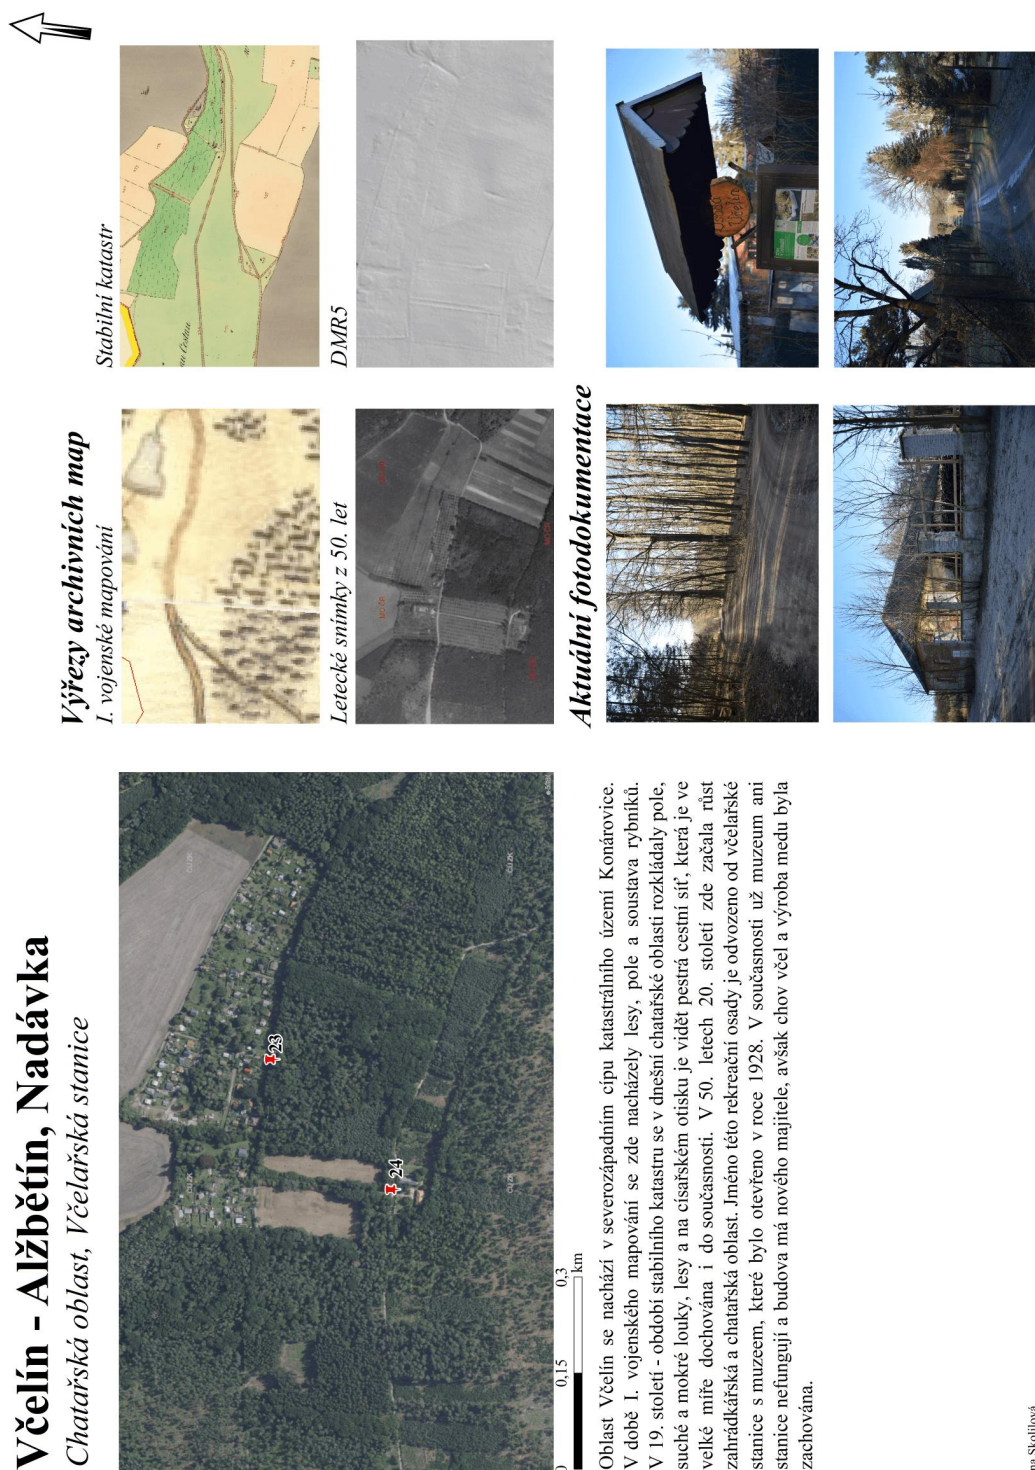 Včelín - Alžbětín, Nadávka
Chatařská oblast, Včelařská stanice
ČÚZK
ČÚZK
ČÚZK
ČÚZK
23
24
0
0,15
0,3
km
Oblast Včelín se nachází v severozápadním cípu katastrálního území Konárovice.
V době I. vojenského mapování se zde nacházely lesy, pole a soustava rybníků.
V 19. století - období stabilního katastru se v dnešní chatařské oblasti rozkládaly pole,
suché a mokré louky, lesy a na císařském otisku je vidět pestrá cestní síť, která je ve
velké míře dochována i do současnosti. V 50. letech 20. století zde začala růst
zahrádkářská a chatařská oblast. Jméno této rekreační osady je odvozeno od včelařské
stanice s muzeem, které bylo otevřeno v roce 1928. V současnosti už muzeum ani
stanice nefungují a budova má nového majitele, avšak chov včel a výroba medu byla
zachována.
Výřezy archivních map
I. vojenské mapování
Stabilní katastr
Letecké snímky z 50. let
DMR5
Aktuální fotodokumentace
Včelín
Skolilová